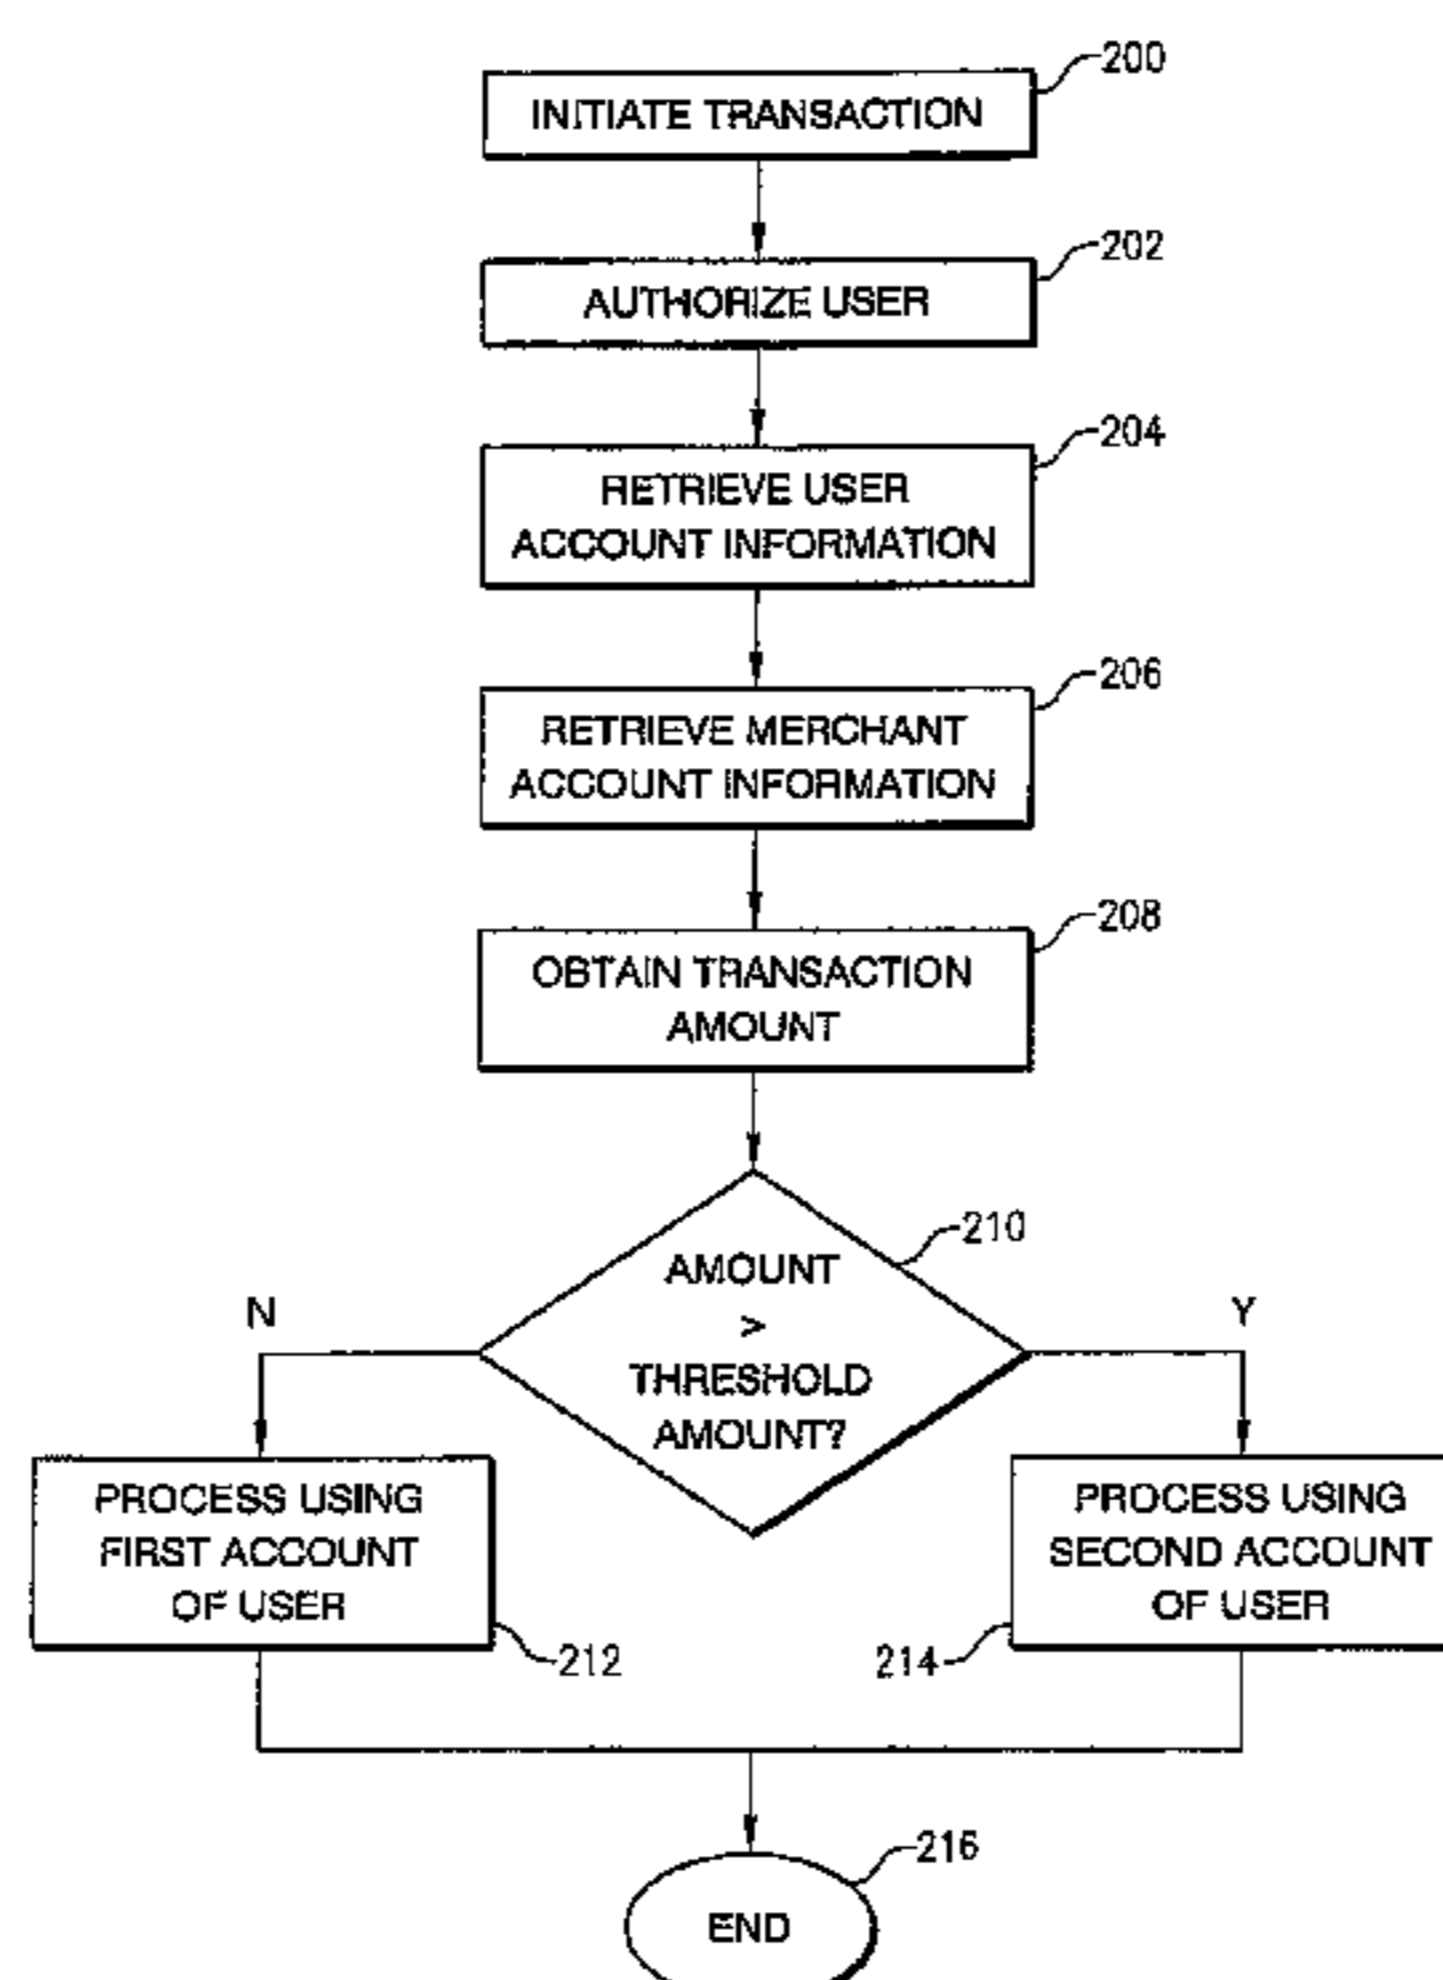 200
INITIATE TRANSACTION
202
AUTHORIZE USER
204
RETRIEVE USER
ACCOUNT INFORMATION
206
RETRIEVE MERCHANT
ACCOUNT INFORMATION
208
OBTAIN TRANSACTION
AMOUNT
210
AMOUNT
>
THRESHOLD
AMOUNT?
N
Y
PROCESS USING
FIRST ACCOUNT
OF USER
212
PROCESS USING
SECOND ACCOUNT
OF USER
214
216
END